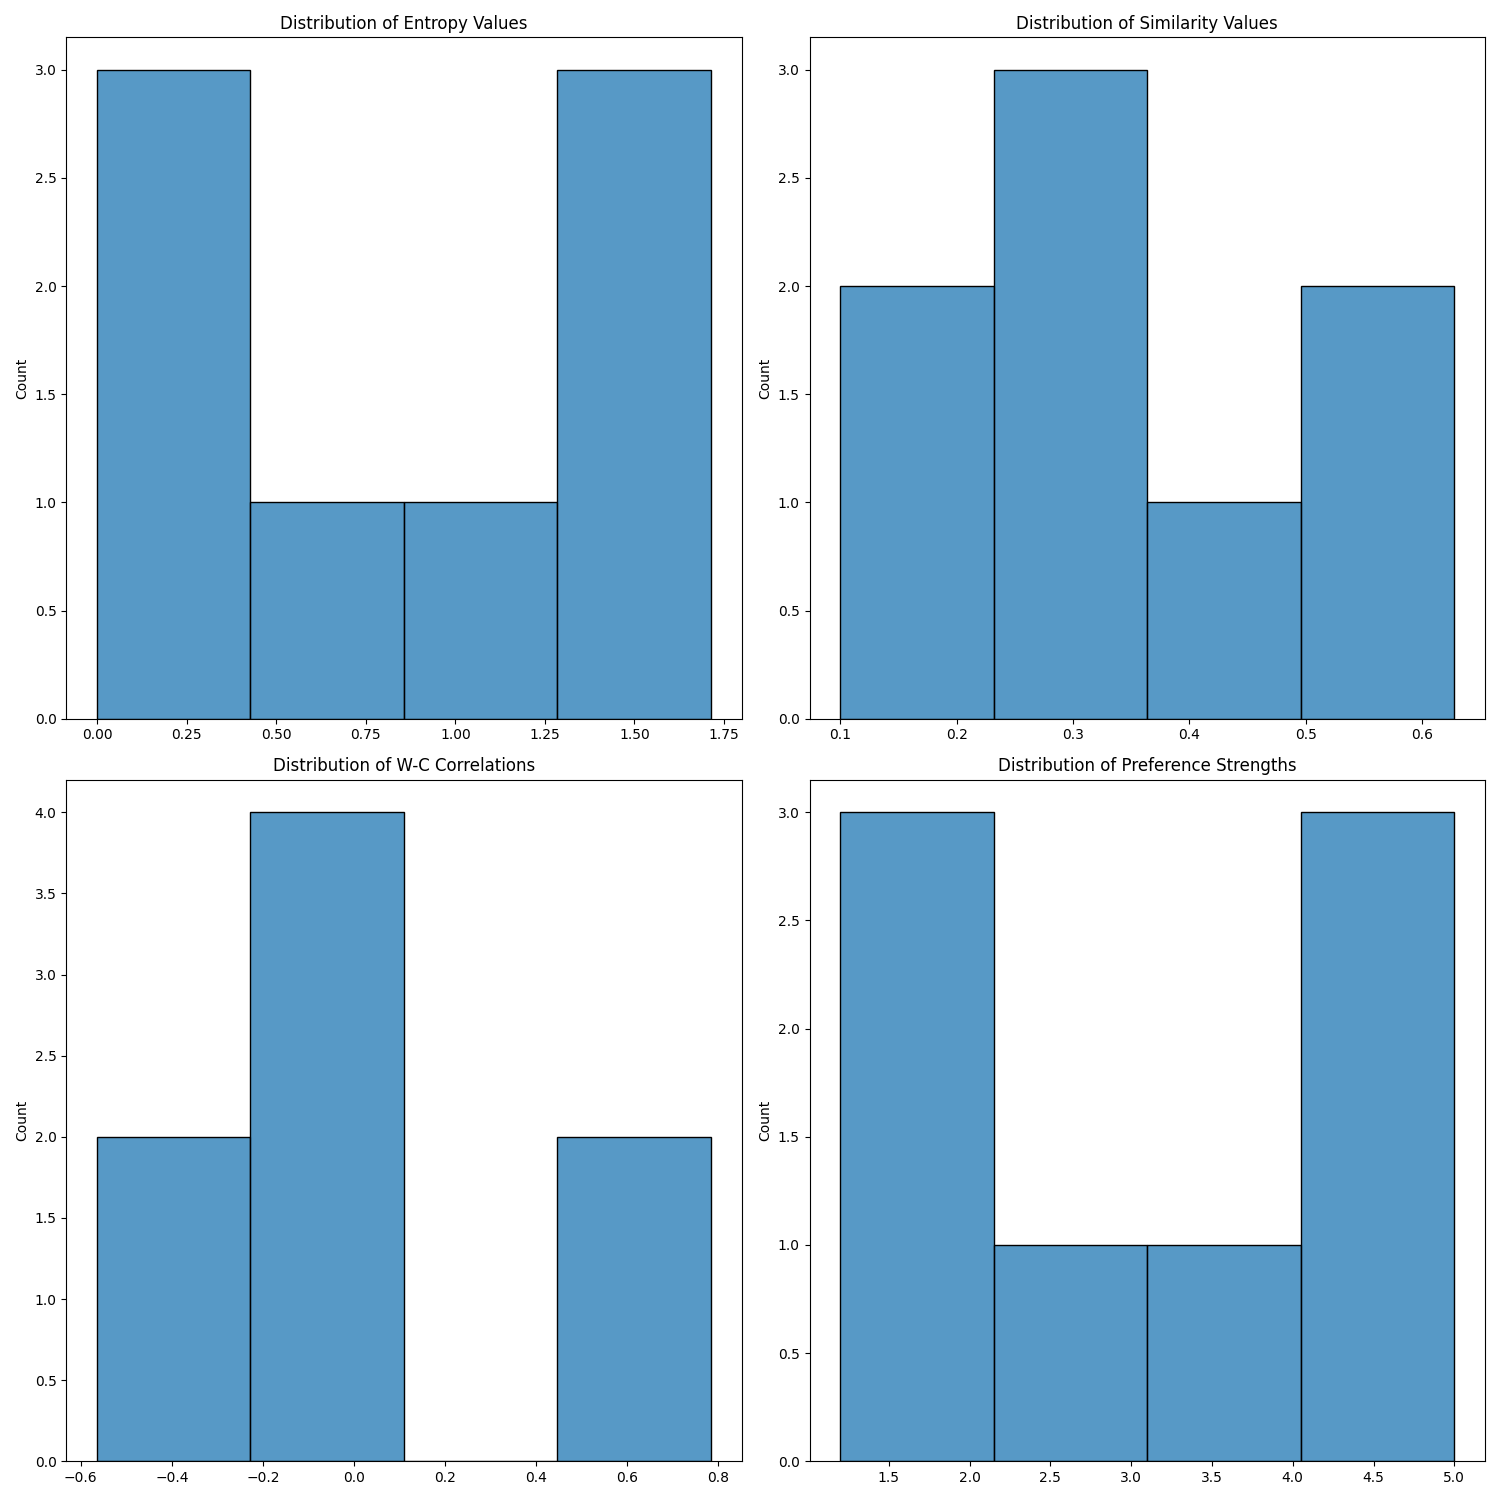 Distribution of Entropy Values
Count
3.0
2.5
2.0
1.5
1.0
0.5
0.0
0.00 0.25 0.50 0.75 1.00 1.25 1.50 1.75
Distribution of Similarity Values
Count
3.0
2.5
2.0
1.5
1.0
0.5
0.0
0.1 0.2 0.3 0.4 0.5 0.6
Distribution of W-C Correlations
Count
4.0
3.5
3.0
2.5
2.0
1.5
1.0
0.5
0.0
−0.6 −0.4 −0.2 0.0 0.2 0.4 0.6 0.8
Distribution of Preference Strengths
Count
3.0
2.5
2.0
1.5
1.0
0.5
0.0
1.5 2.0 2.5 3.0 3.5 4.0 4.5 5.0